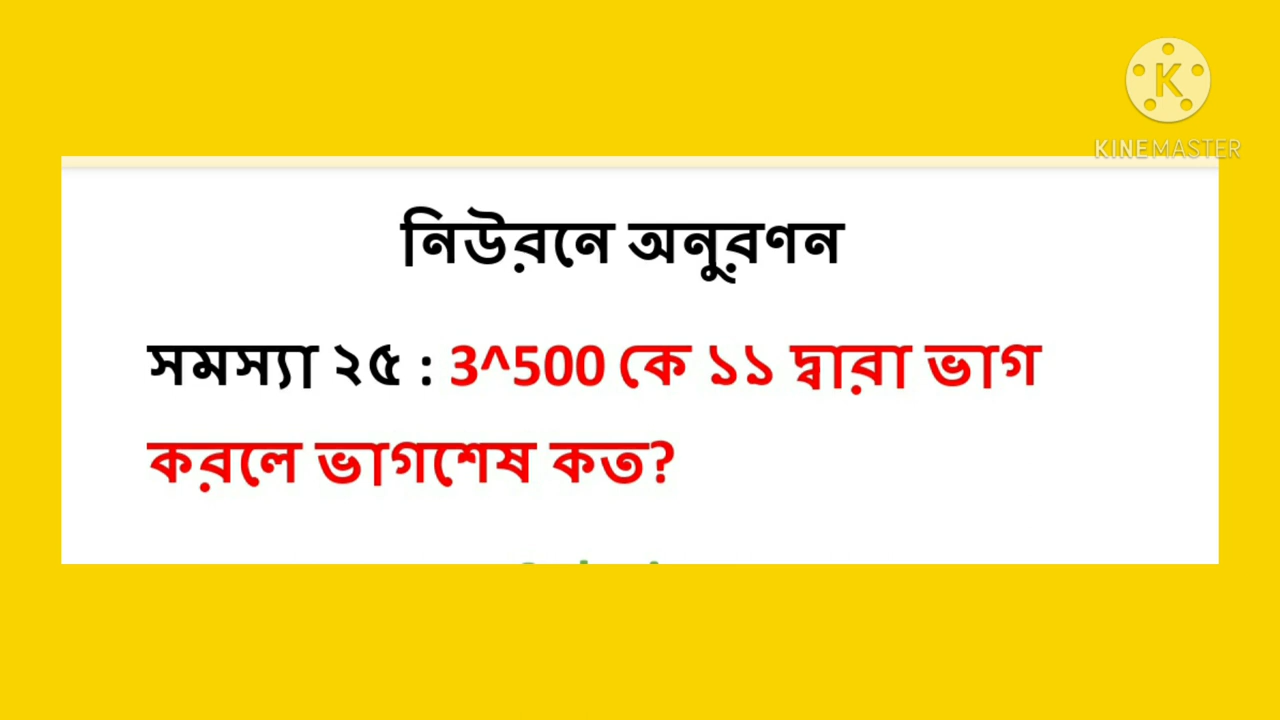 KINEMASTER
নিউরনে অনুরণন
সমস্যা ২৫ : 3^500 কে ১১ দ্বারা ভাগ
করলে ভাগশেষ কত?